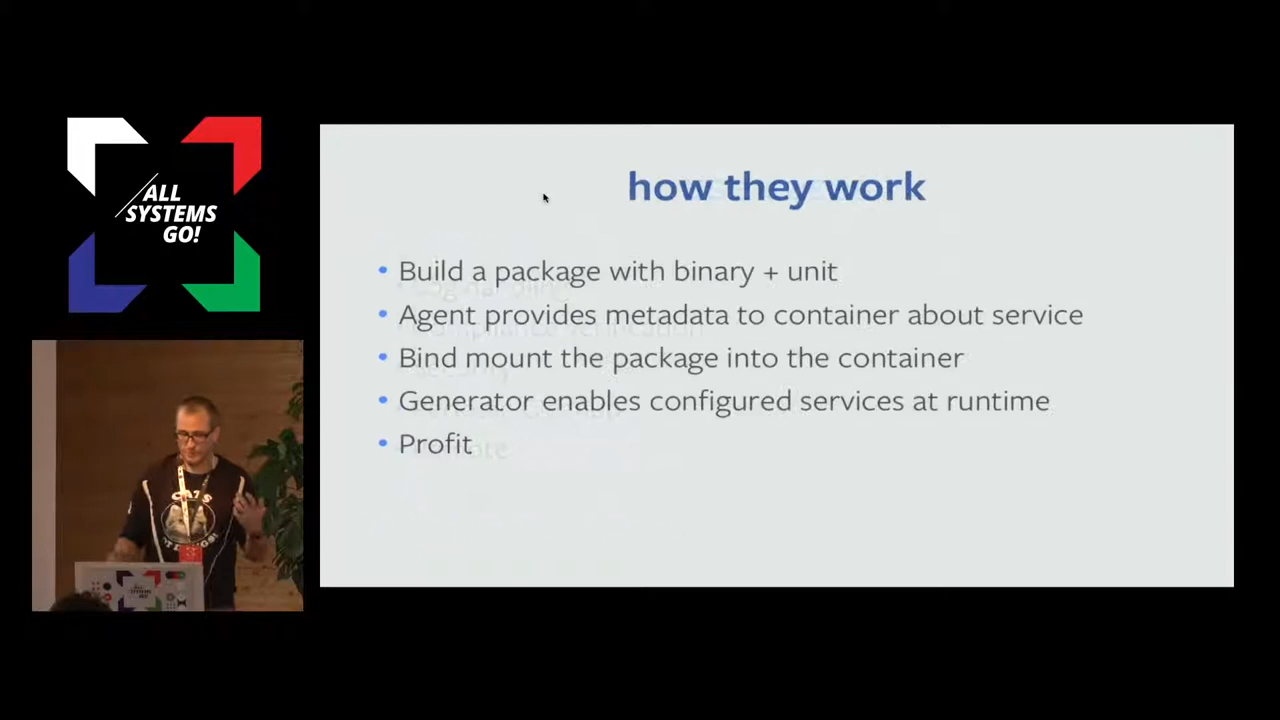 ALL
SYSTEMS
GO!
how they work
• Build a package with binary + unit
• Agent provides metadata to container about service
• Bind mount the package into the container
• Generator enables configured services at runtime
• Profit
CATS